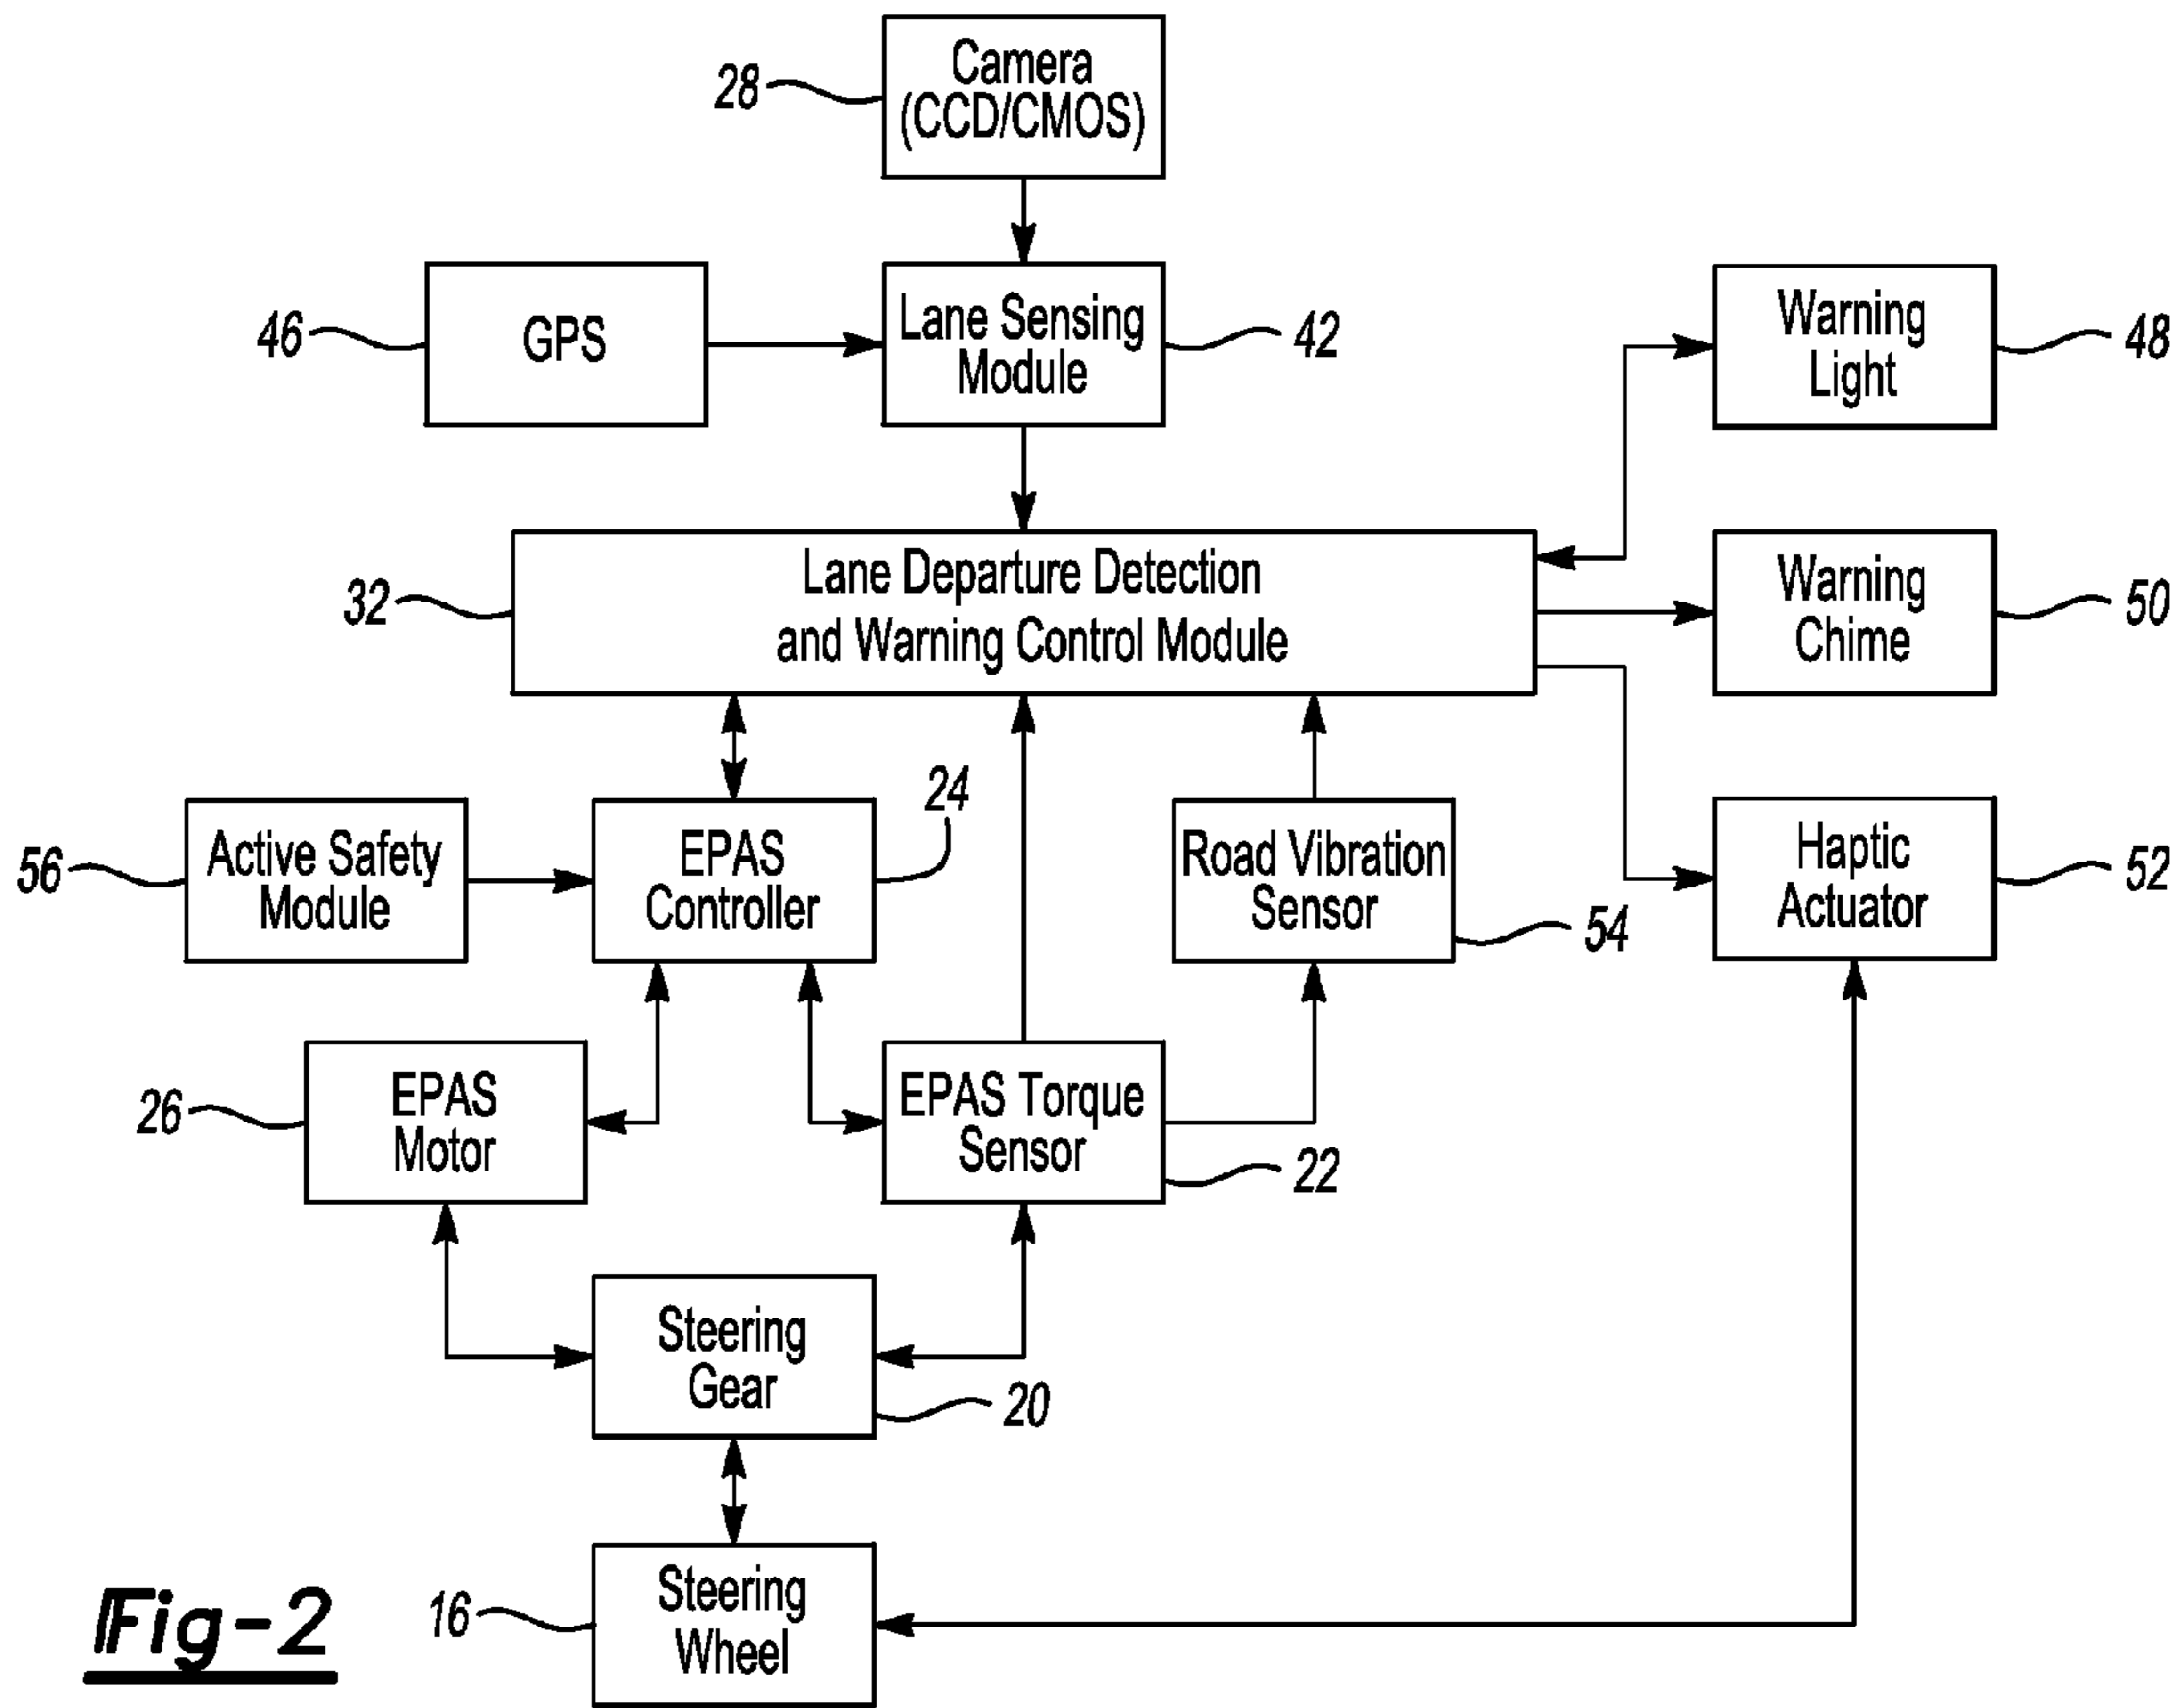 Camera
(CCD/CMOS)
28
GPS
46
Lane Sensing
Module
42
Warning
Light
48
Lane Departure Detection
and Warning Control Module
32
Warning
Chime
50
Active Safety
Module
56
EPAS
Controller
24
Road Vibration
Sensor
54
Haptic
Actuator
52
EPAS
Motor
26
EPAS Torque
Sensor
22
Steering
Gear
20
Steering
Wheel
16
Fig-2